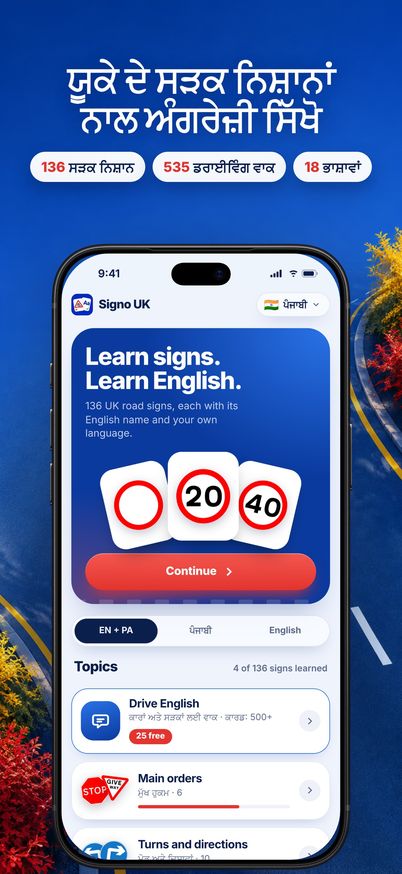 ਯੂਕੇ ਦੇ ਸੜਕ ਨਿਸ਼ਾਨਾਂ
ਨਾਲ ਅੰਗਰੇਜ਼ੀ ਸਿੱਖੋ
136 ਸੜਕ ਨਿਸ਼ਾਨ
535 ਡਰਾਈਵਿੰਗ ਵਾਕ
18 ਭਾਸ਼ਾਵਾਂ
9:41
Signo UK
ਪੰਜਾਬੀ
Learn signs.
Learn English.
136 UK road signs, each with its
English name and your own
language.
20
40
Continue
EN + PA
ਪੰਜਾਬੀ
English
Topics
4 of 136 signs learned
Drive English
ਕਾਰਾਂ ਅਤੇ ਸੜਕਾਂ ਲਈ ਵਾਕ · ਕਾਰਡ: 500+
25 free
STOP
GIVE
WAY
Main orders
ਮੁੱਖ ਹੁਕਮ · 6
Turns and directions
ਮੋੜ ਅਤੇ ਦਿਸ਼ਾਵਾਂ · 10